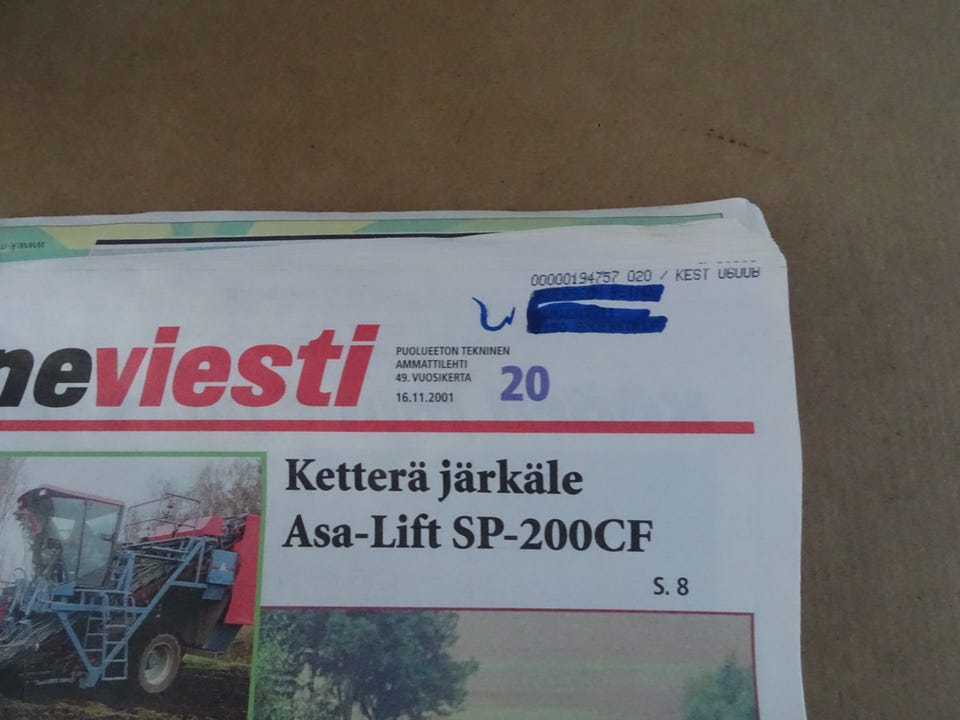 00000194757 020 / KEST 0600B
neviesti
PUOLUEETON TEKNINEN
AMMATTILEHTI
49. VUOSIKERTA
16.11.2001
20
Ketterä järkäle
Asa-Lift SP-200CF
S. 8